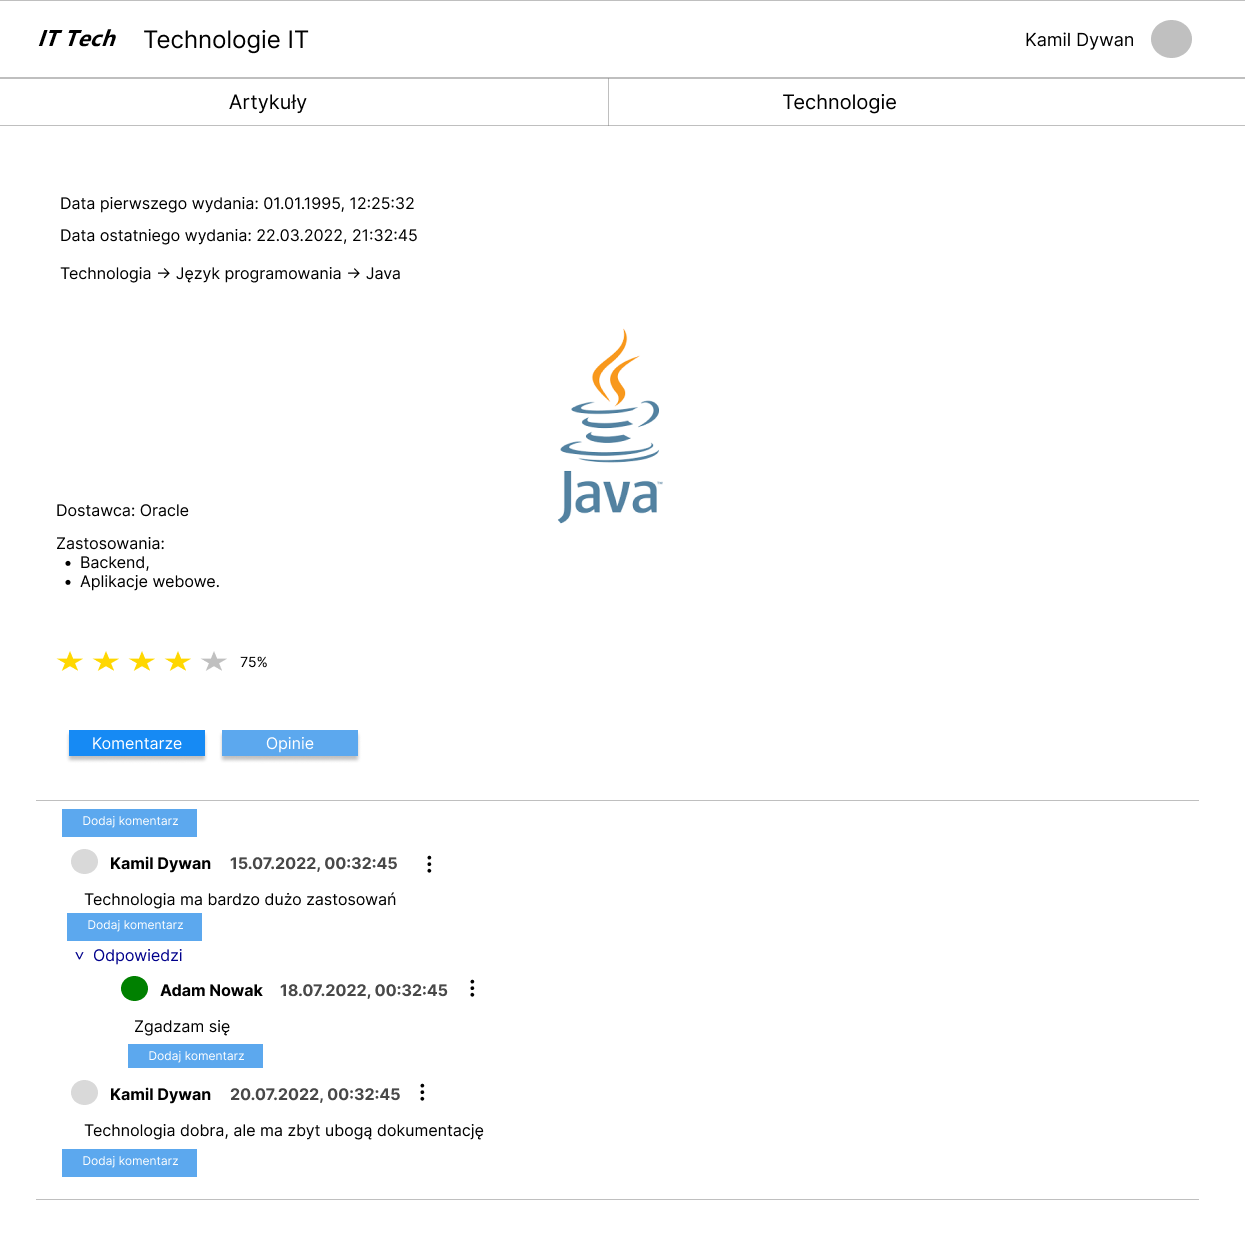 IT Tech
Technologie IT
Kamil Dywan
Artykuły
Technologie
Data pierwszego wydania: 01.01.1995, 12:25:32
Data ostatniego wydania: 22.03.2022, 21:32:45
Technologia → Język programowania → Java
Java™
Dostawca: Oracle
Zastosowania:
• Backend,
• Aplikacje webowe.
75%
Komentarze
Opinie
Dodaj komentarz
Kamil Dywan 15.07.2022, 00:32:45
Technologia ma bardzo dużo zastosowań
Dodaj komentarz
Odpowiedzi
Adam Nowak 18.07.2022, 00:32:45
Zgadzam się
Dodaj komentarz
Kamil Dywan 20.07.2022, 00:32:45
Technologia dobra, ale ma zbyt ubogą dokumentację
Dodaj komentarz